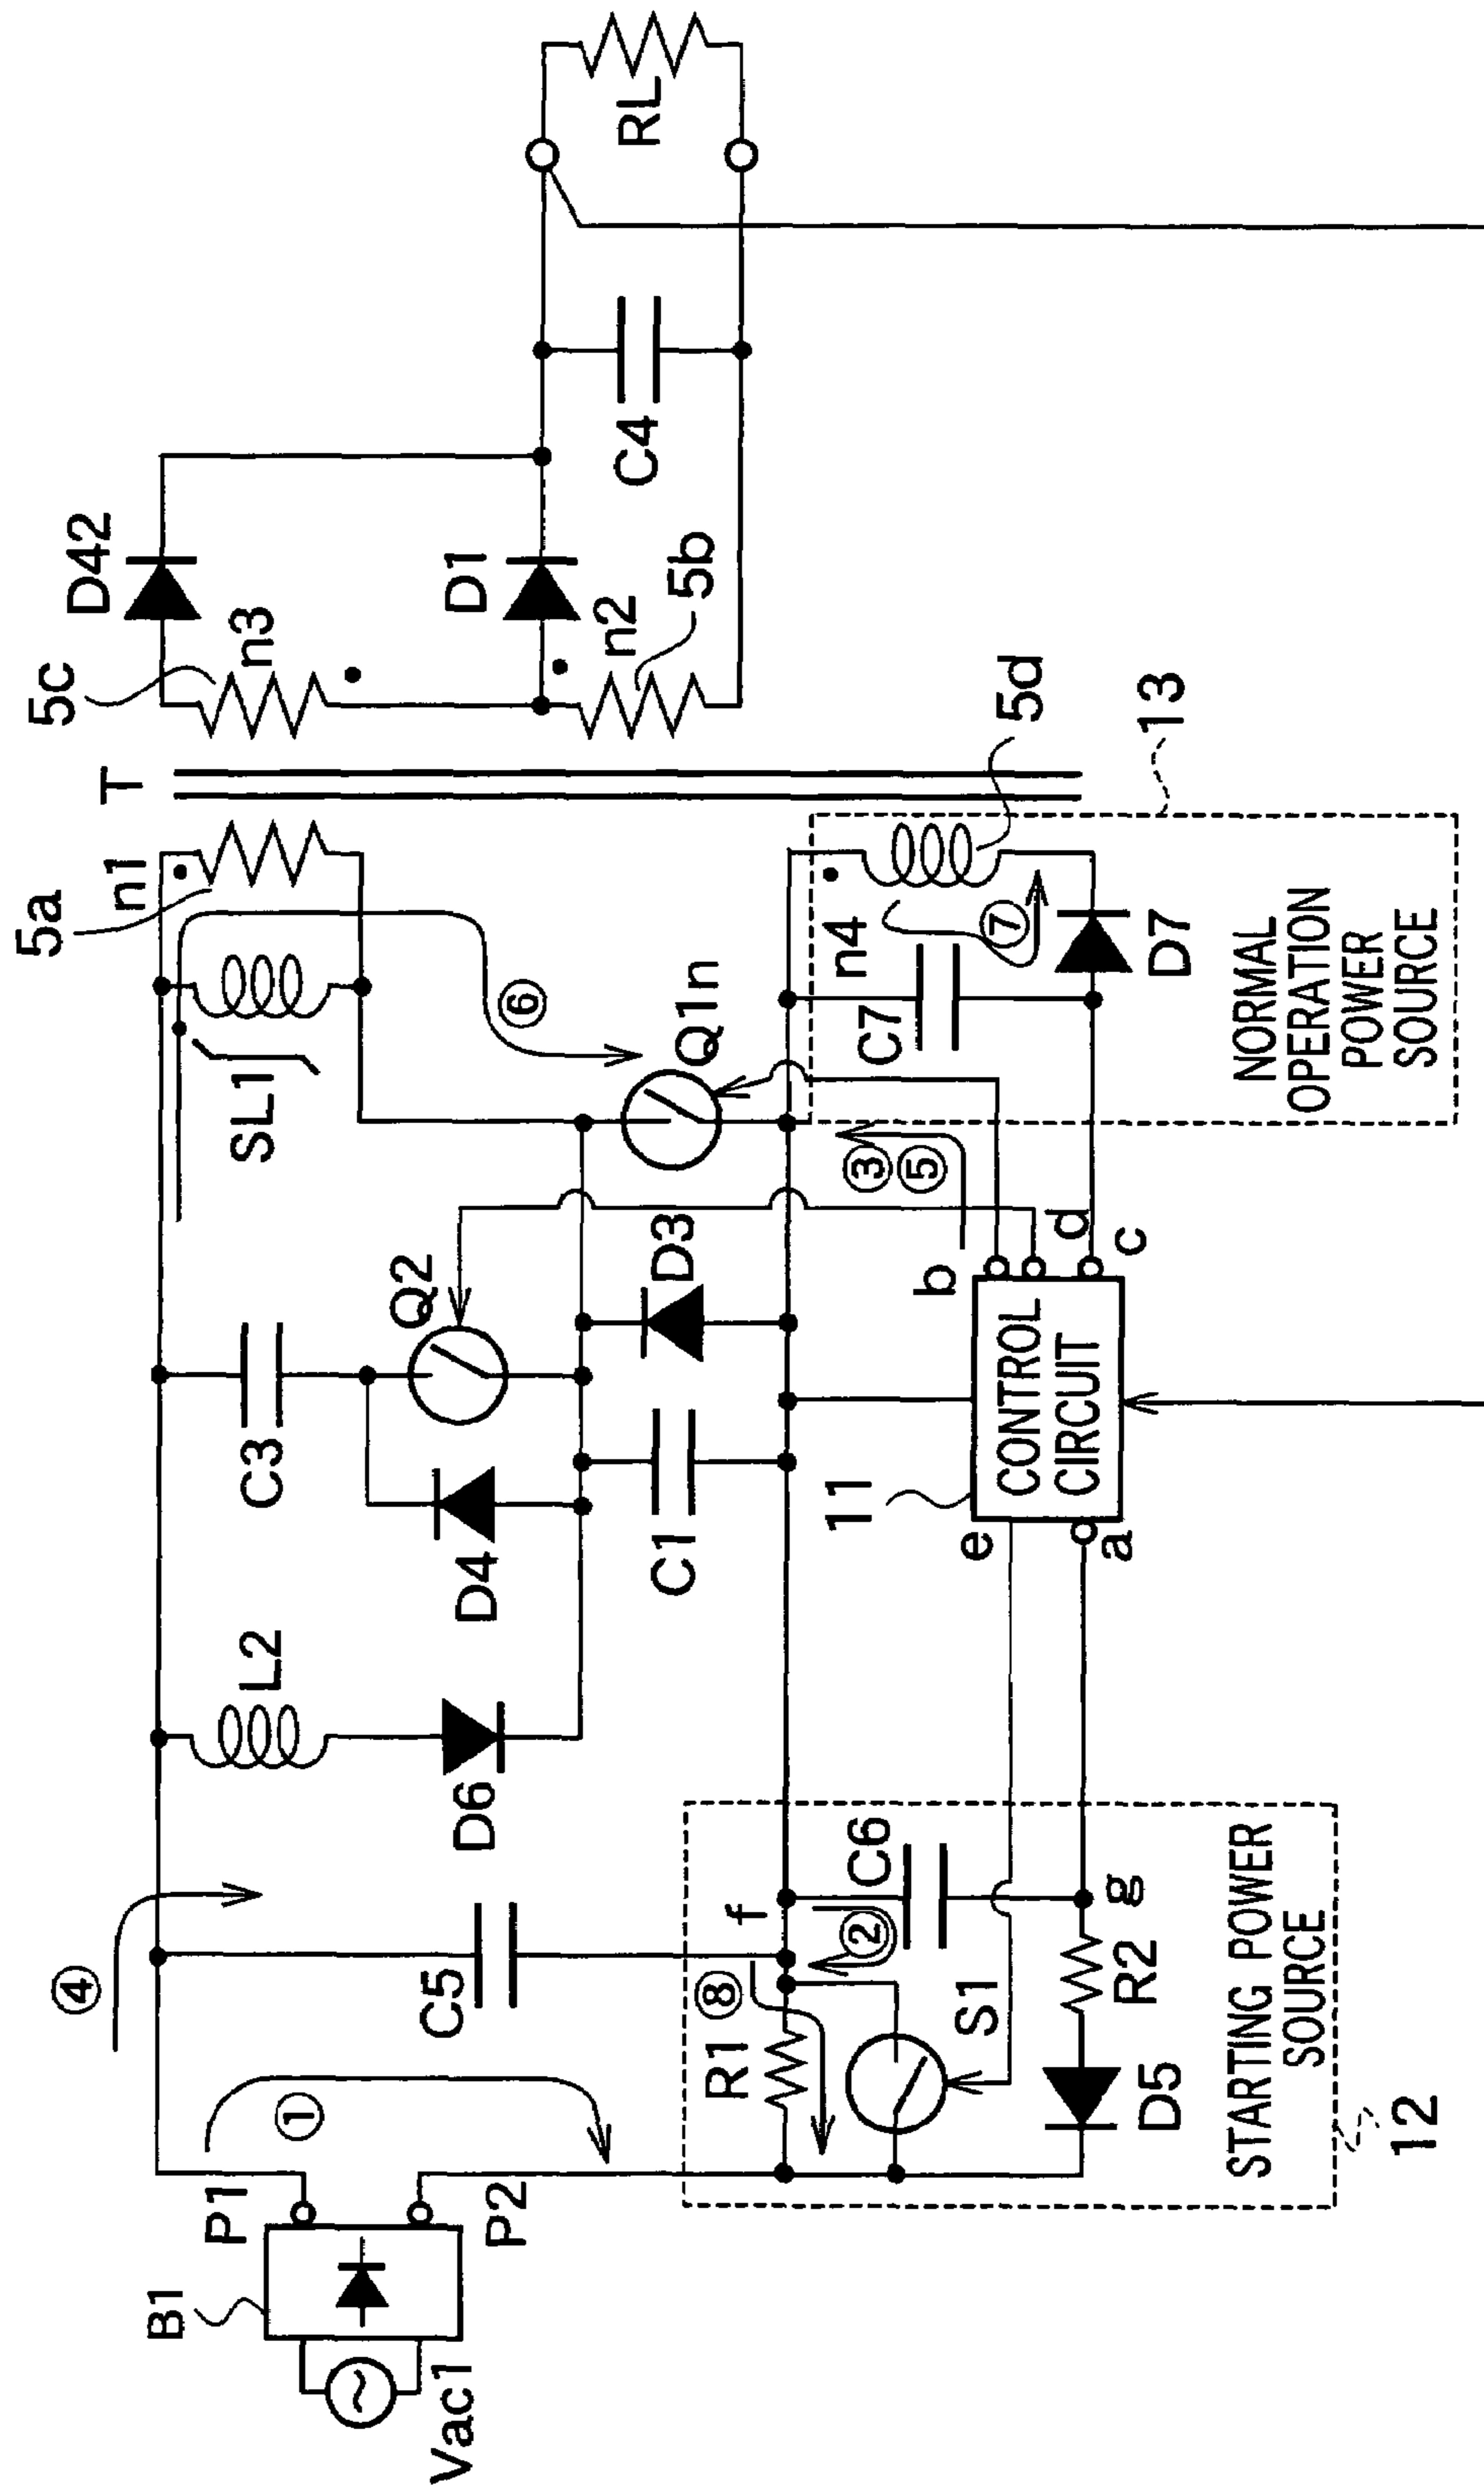 Vac1
B1
P1
P2
①
④
C5
L2
D6
D4
C3
Q2
C1
D3
SL1
5a
n1
T
⑥
Q1n
5c
n3
D42
D1
n2
5b
C4
RL
R1
⑧
f
②
C6
S1
D5
R2
g
STARTING POWER
SOURCE
12
11
e
a
CONTROL
CIRCUIT
b
d
c
③
⑤
C7
n4
⑦
D7
5d
13
NORMAL
OPERATION
POWER
SOURCE